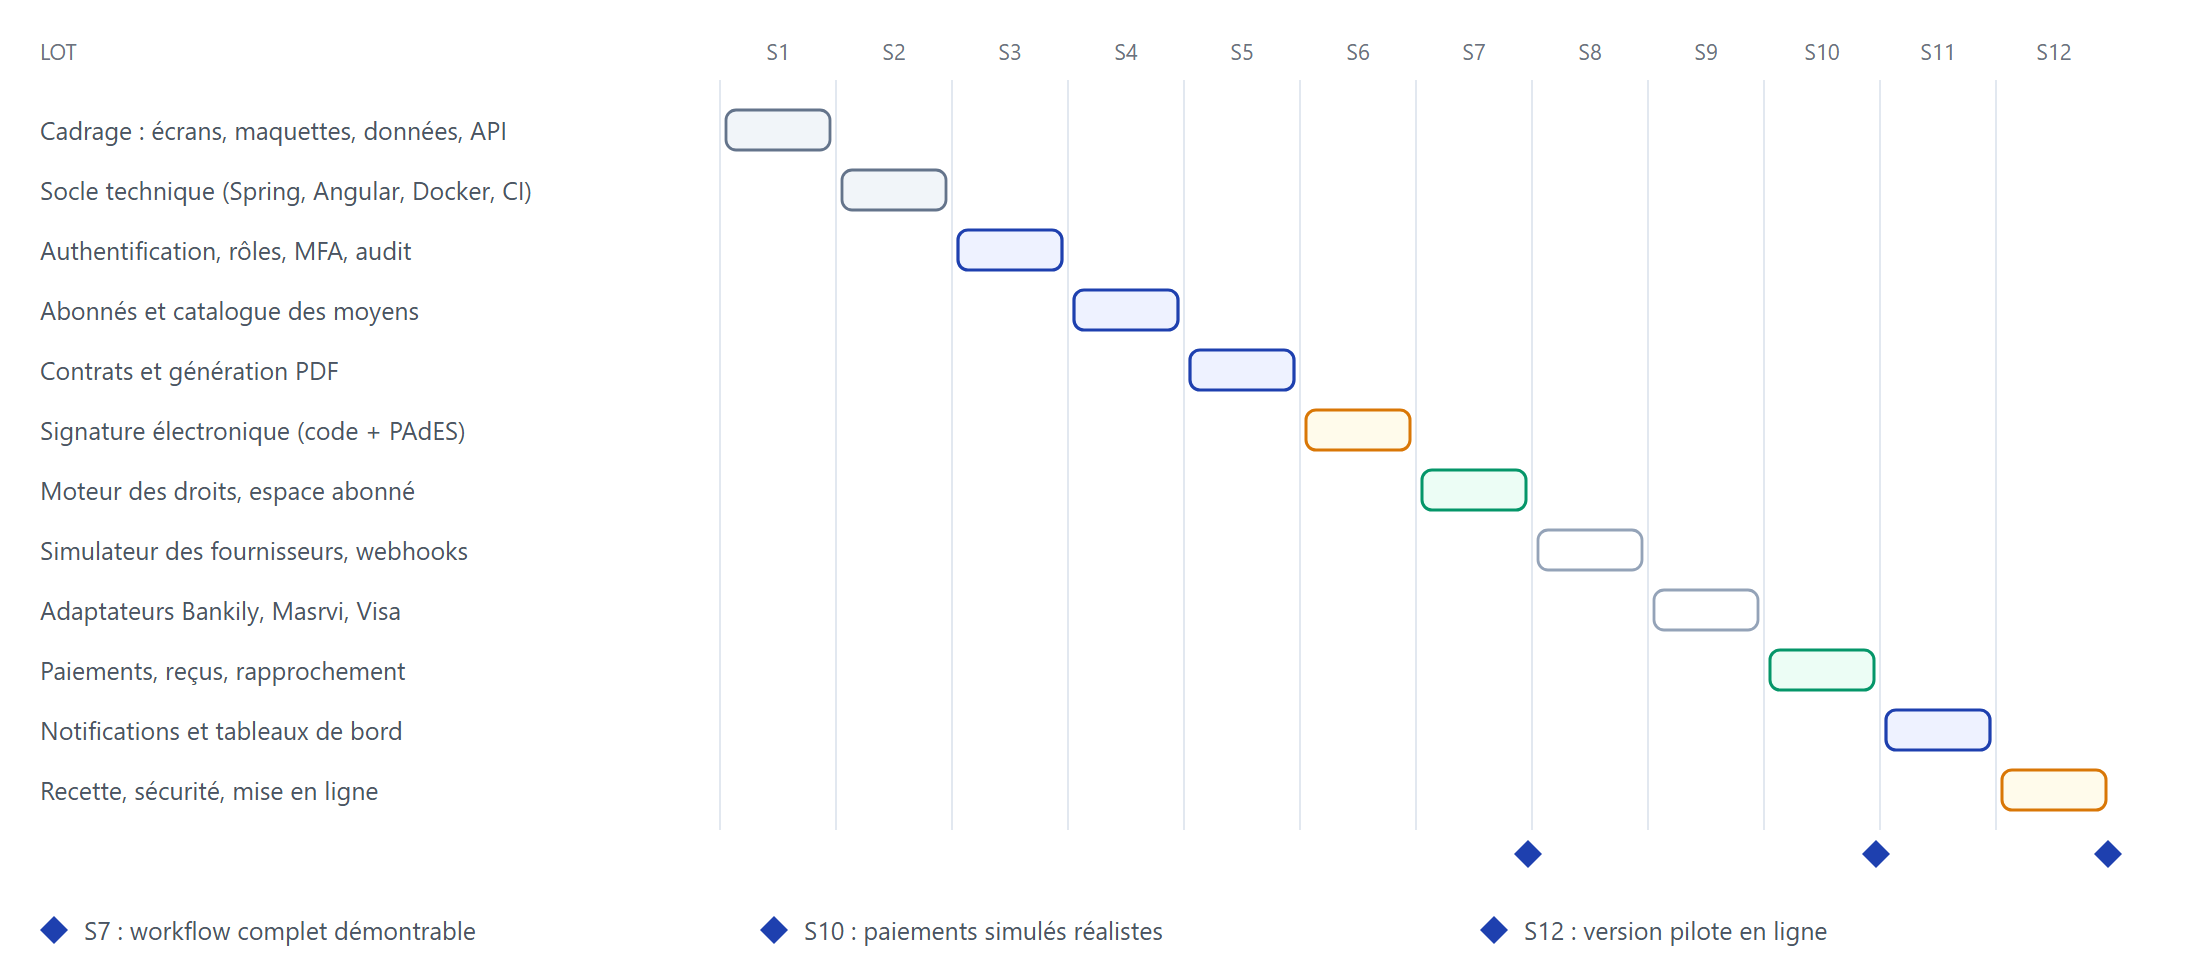 LOT S1 S2 S3 S4 S5 S6 S7 S8 S9 S10 S11 S12
Cadrage : écrans, maquettes, données, API
Socle technique (Spring, Angular, Docker, CI)
Authentification, rôles, MFA, audit
Abonnés et catalogue des moyens
Contrats et génération PDF
Signature électronique (code + PAdES)
Moteur des droits, espace abonné
Simulateur des fournisseurs, webhooks
Adaptateurs Bankily, Masrvi, Visa
Paiements, reçus, rapprochement
Notifications et tableaux de bord
Recette, sécurité, mise en ligne
S7 : workflow complet démontrable S10 : paiements simulés réalistes S12 : version pilote en ligne